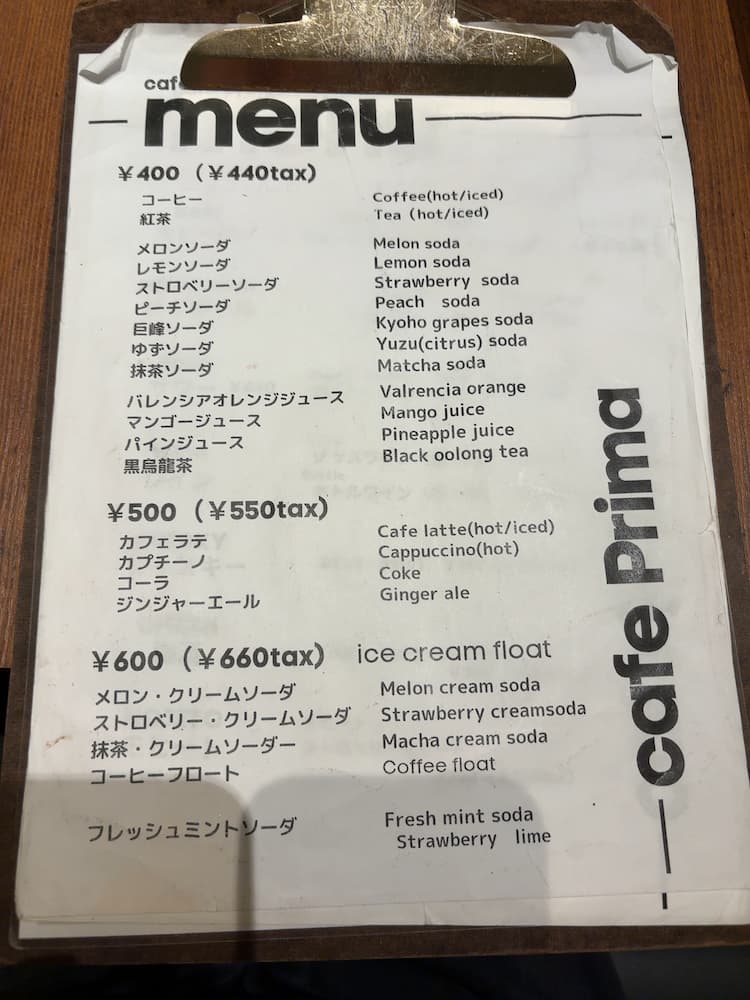 cafe
menu
￥400（￥440tax）
コーヒー Coffee(hot/iced)
紅茶 Tea（hot/iced)
メロンソーダ Melon soda
レモンソーダ Lemon soda
ストロベリーソーダ Strawberry soda
ピーチソーダ Peach soda
巨峰ソーダ Kyoho grapes soda
ゆずソーダ Yuzu(citrus) soda
抹茶ソーダ Matcha soda
バレンシアオレンジジュース Valrencia orange
マンゴージュース Mango juice
パインジュース Pineapple juice
黒烏龍茶 Black oolong tea
￥500（￥550tax）
カフェラテ Cafe latte(hot/iced)
カプチーノ Cappuccino(hot)
コーラ Coke
ジンジャーエール Ginger ale
￥600（￥660tax） ice cream float
メロン・クリームソーダ Melon cream soda
ストロベリー・クリームソーダ Strawberry creamsoda
抹茶・クリームソーダー Macha cream soda
コーヒーフロート Coffee float
フレッシュミントソーダ Fresh mint soda
Strawberry lime
cafe Prima